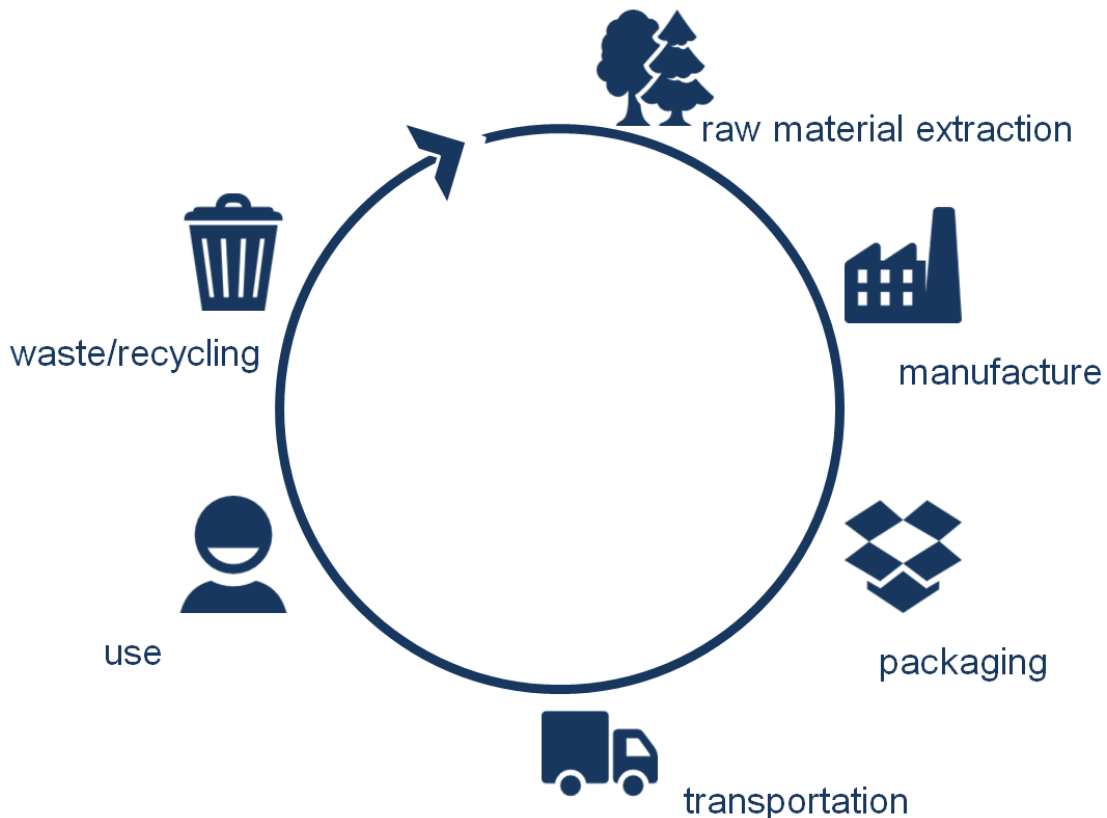 raw material extraction
manufacture
packaging
transportation
use
waste/recycling